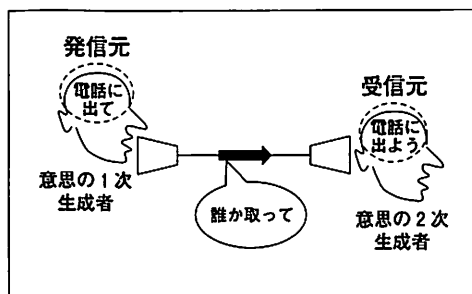 発信元
電話に
出て
意思の1次
生成者
誰か取って
受信元
電話に
出よう
意思の2次
生成者